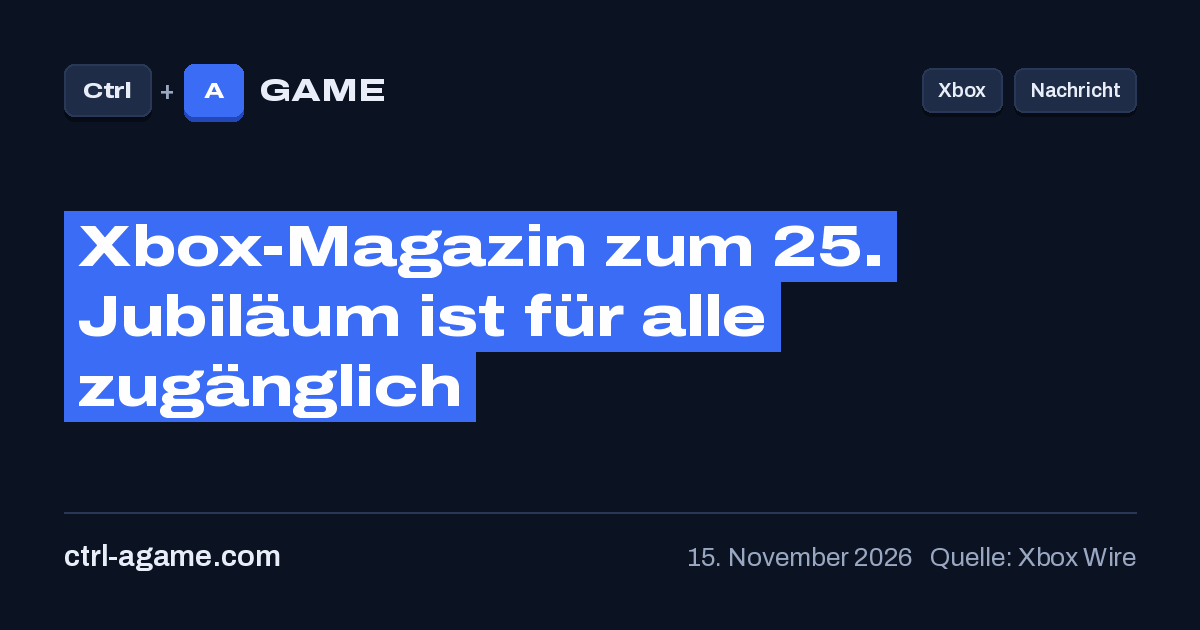 Ctrl + A GAME
Xbox Nachricht
Xbox-Magazin zum 25.
Jubiläum ist für alle
zugänglich
ctrl-agame.com
15. November 2026 Quelle: Xbox Wire